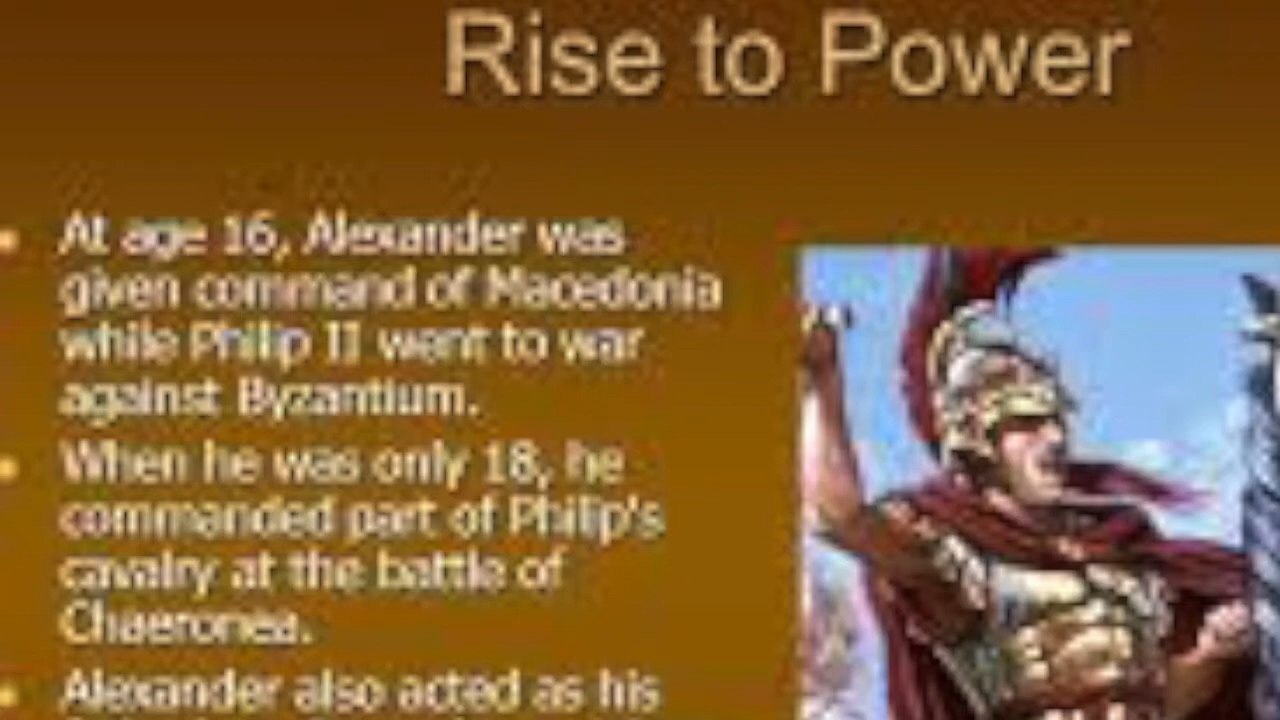 Rise to Power
• At age 16, Alexander was
given command of Macedonia
while Philip II went to war
against Byzantium.
• When he was only 18, he
commanded part of Philip's
cavalry at the battle of
Chaeronea.
• Alexander also acted as his